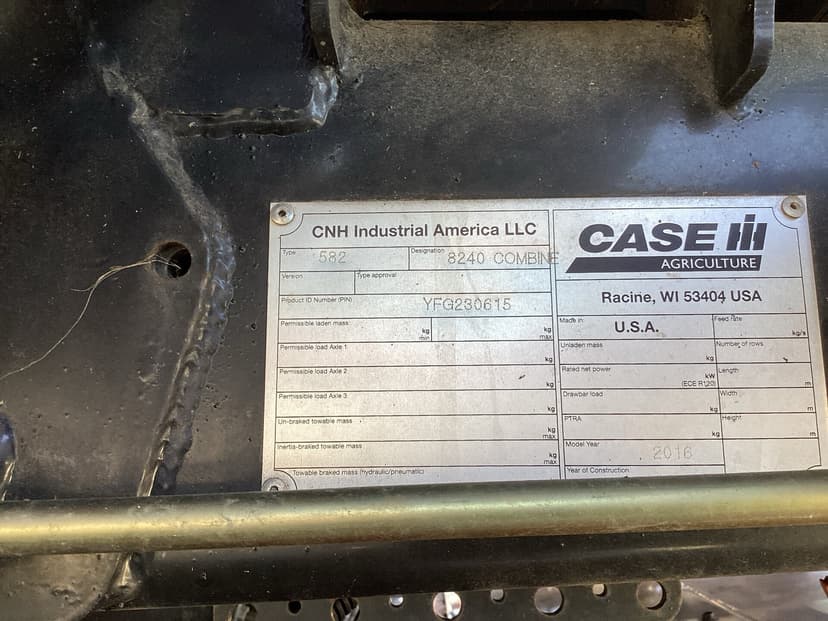 CNH Industrial America LLC
Type 582 Designation 8240 COMBINE
Version Type approval
Product ID Number (PIN) YFG230615
Permissible laden mass kg min kg max
Permissible load Axle 1 kg
Permissible load Axle 2 kg
Permissible load Axle 3 kg
Un-braked towable mass kg max
Inertia-braked towable mass kg max
Towable braked mass (hydraulic/pneumatic)
CASE IH
AGRICULTURE
Racine, WI 53404 USA
Made in: U.S.A. Feed Rate kg/s
Unladen mass kg Number of rows
Rated net power kW (ECE R120) Length m
Drawbar load kg Width m
PTRA kg Height m
Model Year 2016
Year of Construction